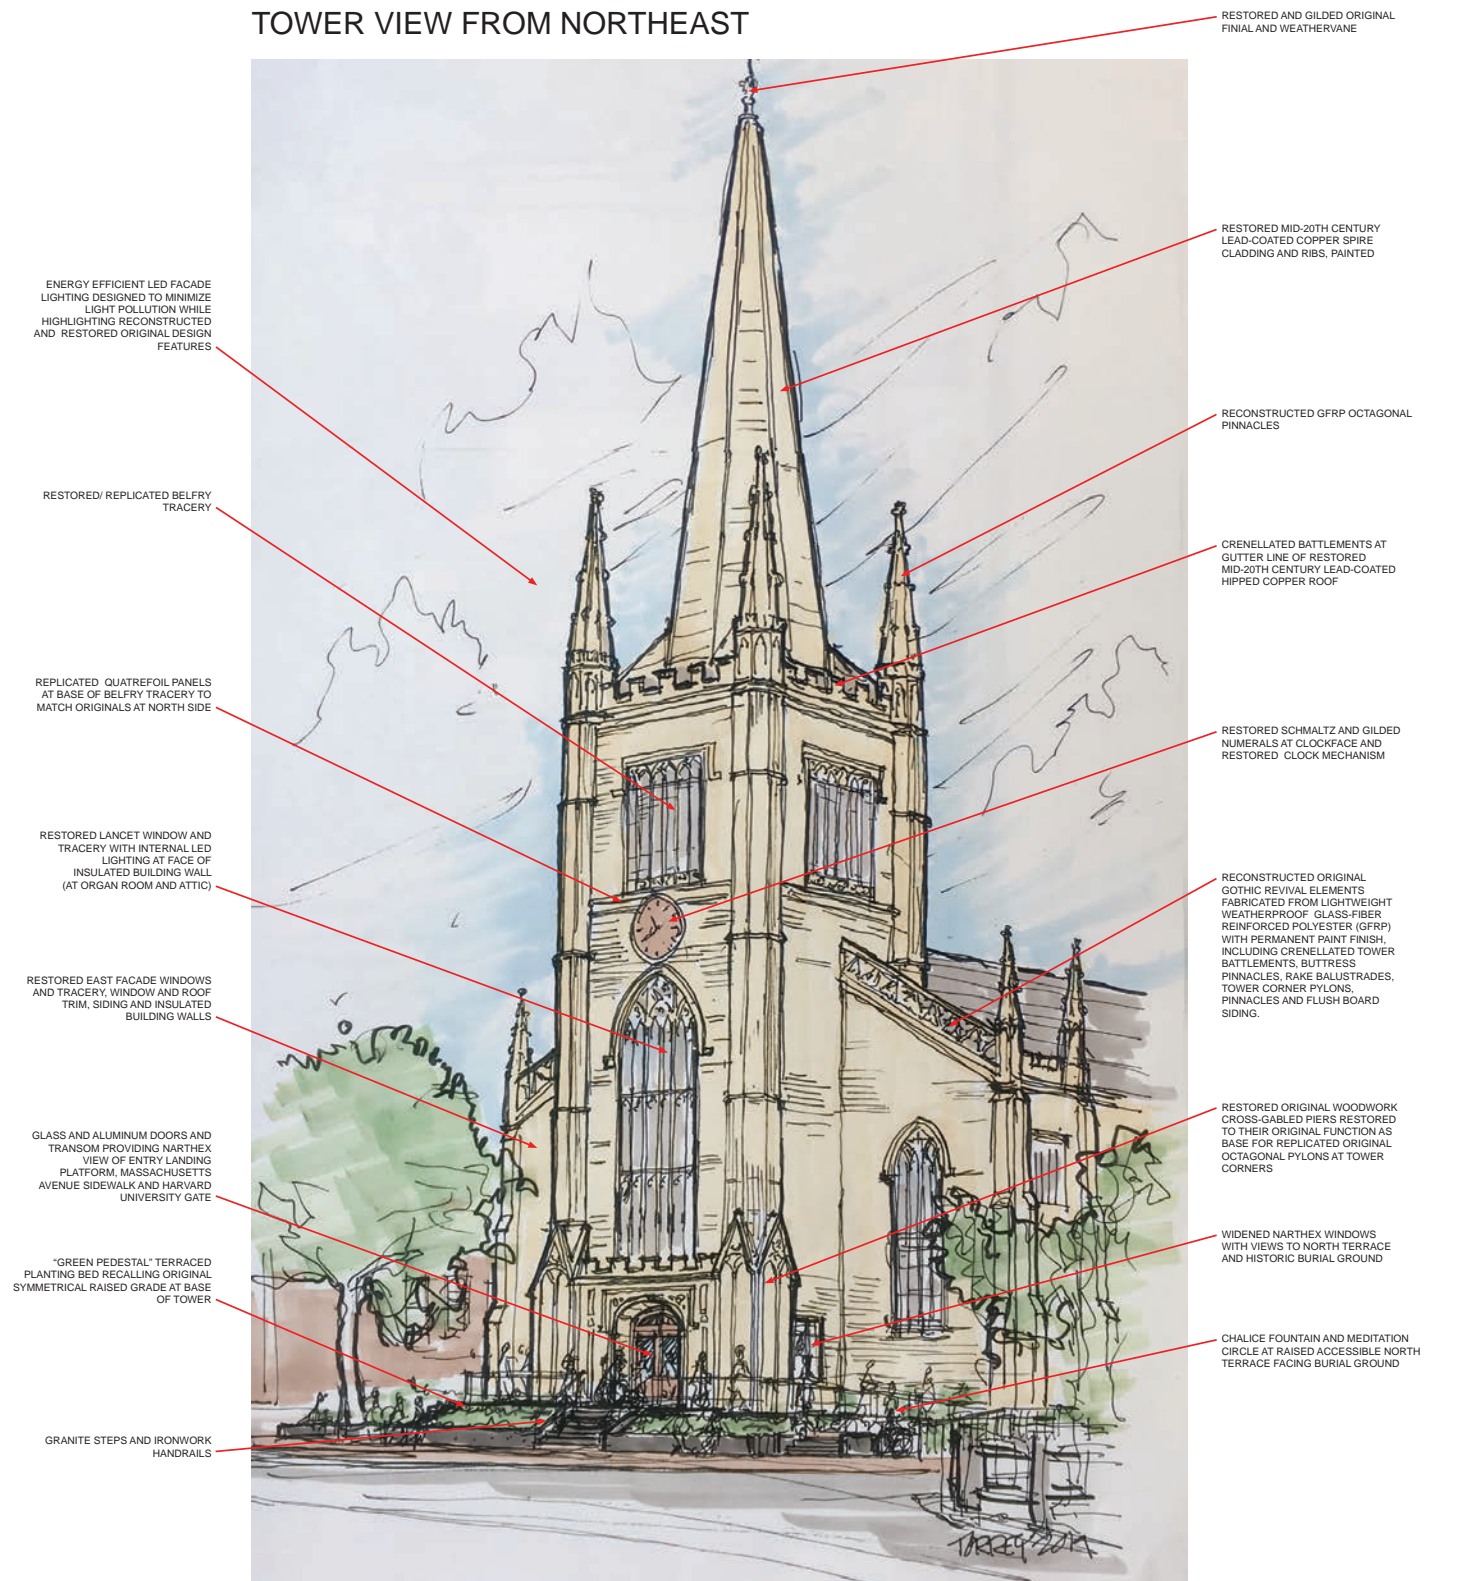 TOWER VIEW FROM NORTHEAST
ENERGY EFFICIENT LED FACADE
LIGHTING DESIGNED TO MINIMIZE
LIGHT POLLUTION WHILE
HIGHLIGHTING RECONSTRUCTED
AND RESTORED ORIGINAL DESIGN
FEATURES
RESTORED/ REPLICATED BELFRY
TRACERY
REPLICATED QUATREFOIL PANELS
AT BASE OF BELFRY TRACERY TO
MATCH ORIGINALS AT NORTH SIDE
RESTORED LANCET WINDOW AND
TRACERY WITH INTERNAL LED
LIGHTING AT FACE OF
INSULATED BUILDING WALL
(AT ORGAN ROOM AND ATTIC)
RESTORED EAST FACADE WINDOWS
AND TRACERY, WINDOW AND ROOF
TRIM, SIDING AND INSULATED
BUILDING WALLS
GLASS AND ALUMINUM DOORS AND
TRANSOM PROVIDING NARTHEX
VIEW OF ENTRY LANDING
PLATFORM, MASSACHUSETTS
AVENUE SIDEWALK AND HARVARD
UNIVERSITY GATE
"GREEN PEDESTAL" TERRACED
PLANTING BED RECALLING ORIGINAL
SYMMETRICAL RAISED GRADE AT BASE
OF TOWER
GRANITE STEPS AND IRONWORK
HANDRAILS
RESTORED AND GILDED ORIGINAL
FINIAL AND WEATHERVANE
RESTORED MID-20TH CENTURY
LEAD-COATED COPPER SPIRE
CLADDING AND RIBS, PAINTED
RECONSTRUCTED GFRP OCTAGONAL
PINNACLES
CRENELLATED BATTLEMENTS AT
GUTTER LINE OF RESTORED
MID-20TH CENTURY LEAD-COATED
HIPPED COPPER ROOF
RESTORED SCHMALTZ AND GILDED
NUMERALS AT CLOCKFACE AND
RESTORED CLOCK MECHANISM
RECONSTRUCTED ORIGINAL
GOTHIC REVIVAL ELEMENTS
FABRICATED FROM LIGHTWEIGHT
WEATHERPROOF GLASS-FIBER
REINFORCED POLYESTER (GFRP)
WITH PERMANENT PAINT FINISH,
INCLUDING CRENELLATED TOWER
BATTLEMENTS, BUTTRESS
PINNACLES, RAKE BALUSTRADES,
TOWER CORNER PYLONS,
PINNACLES AND FLUSH BOARD
SIDING.
RESTORED ORIGINAL WOODWORK
CROSS-GABLED PIERS RESTORED
TO THEIR ORIGINAL FUNCTION AS
BASE FOR REPLICATED ORIGINAL
OCTAGONAL PYLONS AT TOWER
CORNERS
WIDENED NARTHEX WINDOWS
WITH VIEWS TO NORTH TERRACE
AND HISTORIC BURIAL GROUND
CHALICE FOUNTAIN AND MEDITATION
CIRCLE AT RAISED ACCESSIBLE NORTH
TERRACE FACING BURIAL GROUND